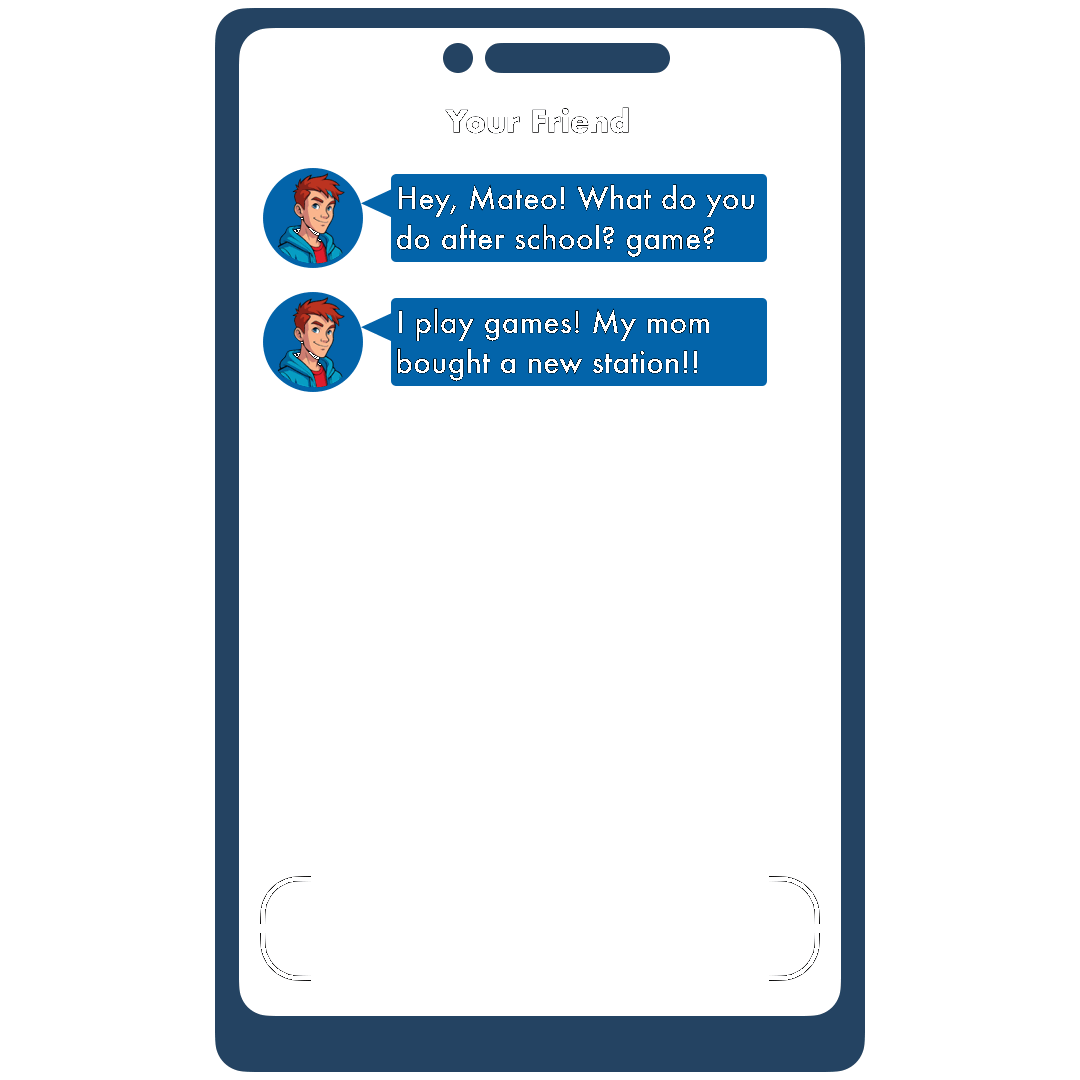 Your Friend
Hey, Mateo! What do you
do after school? game?
I play games! My mom
bought a new station!!